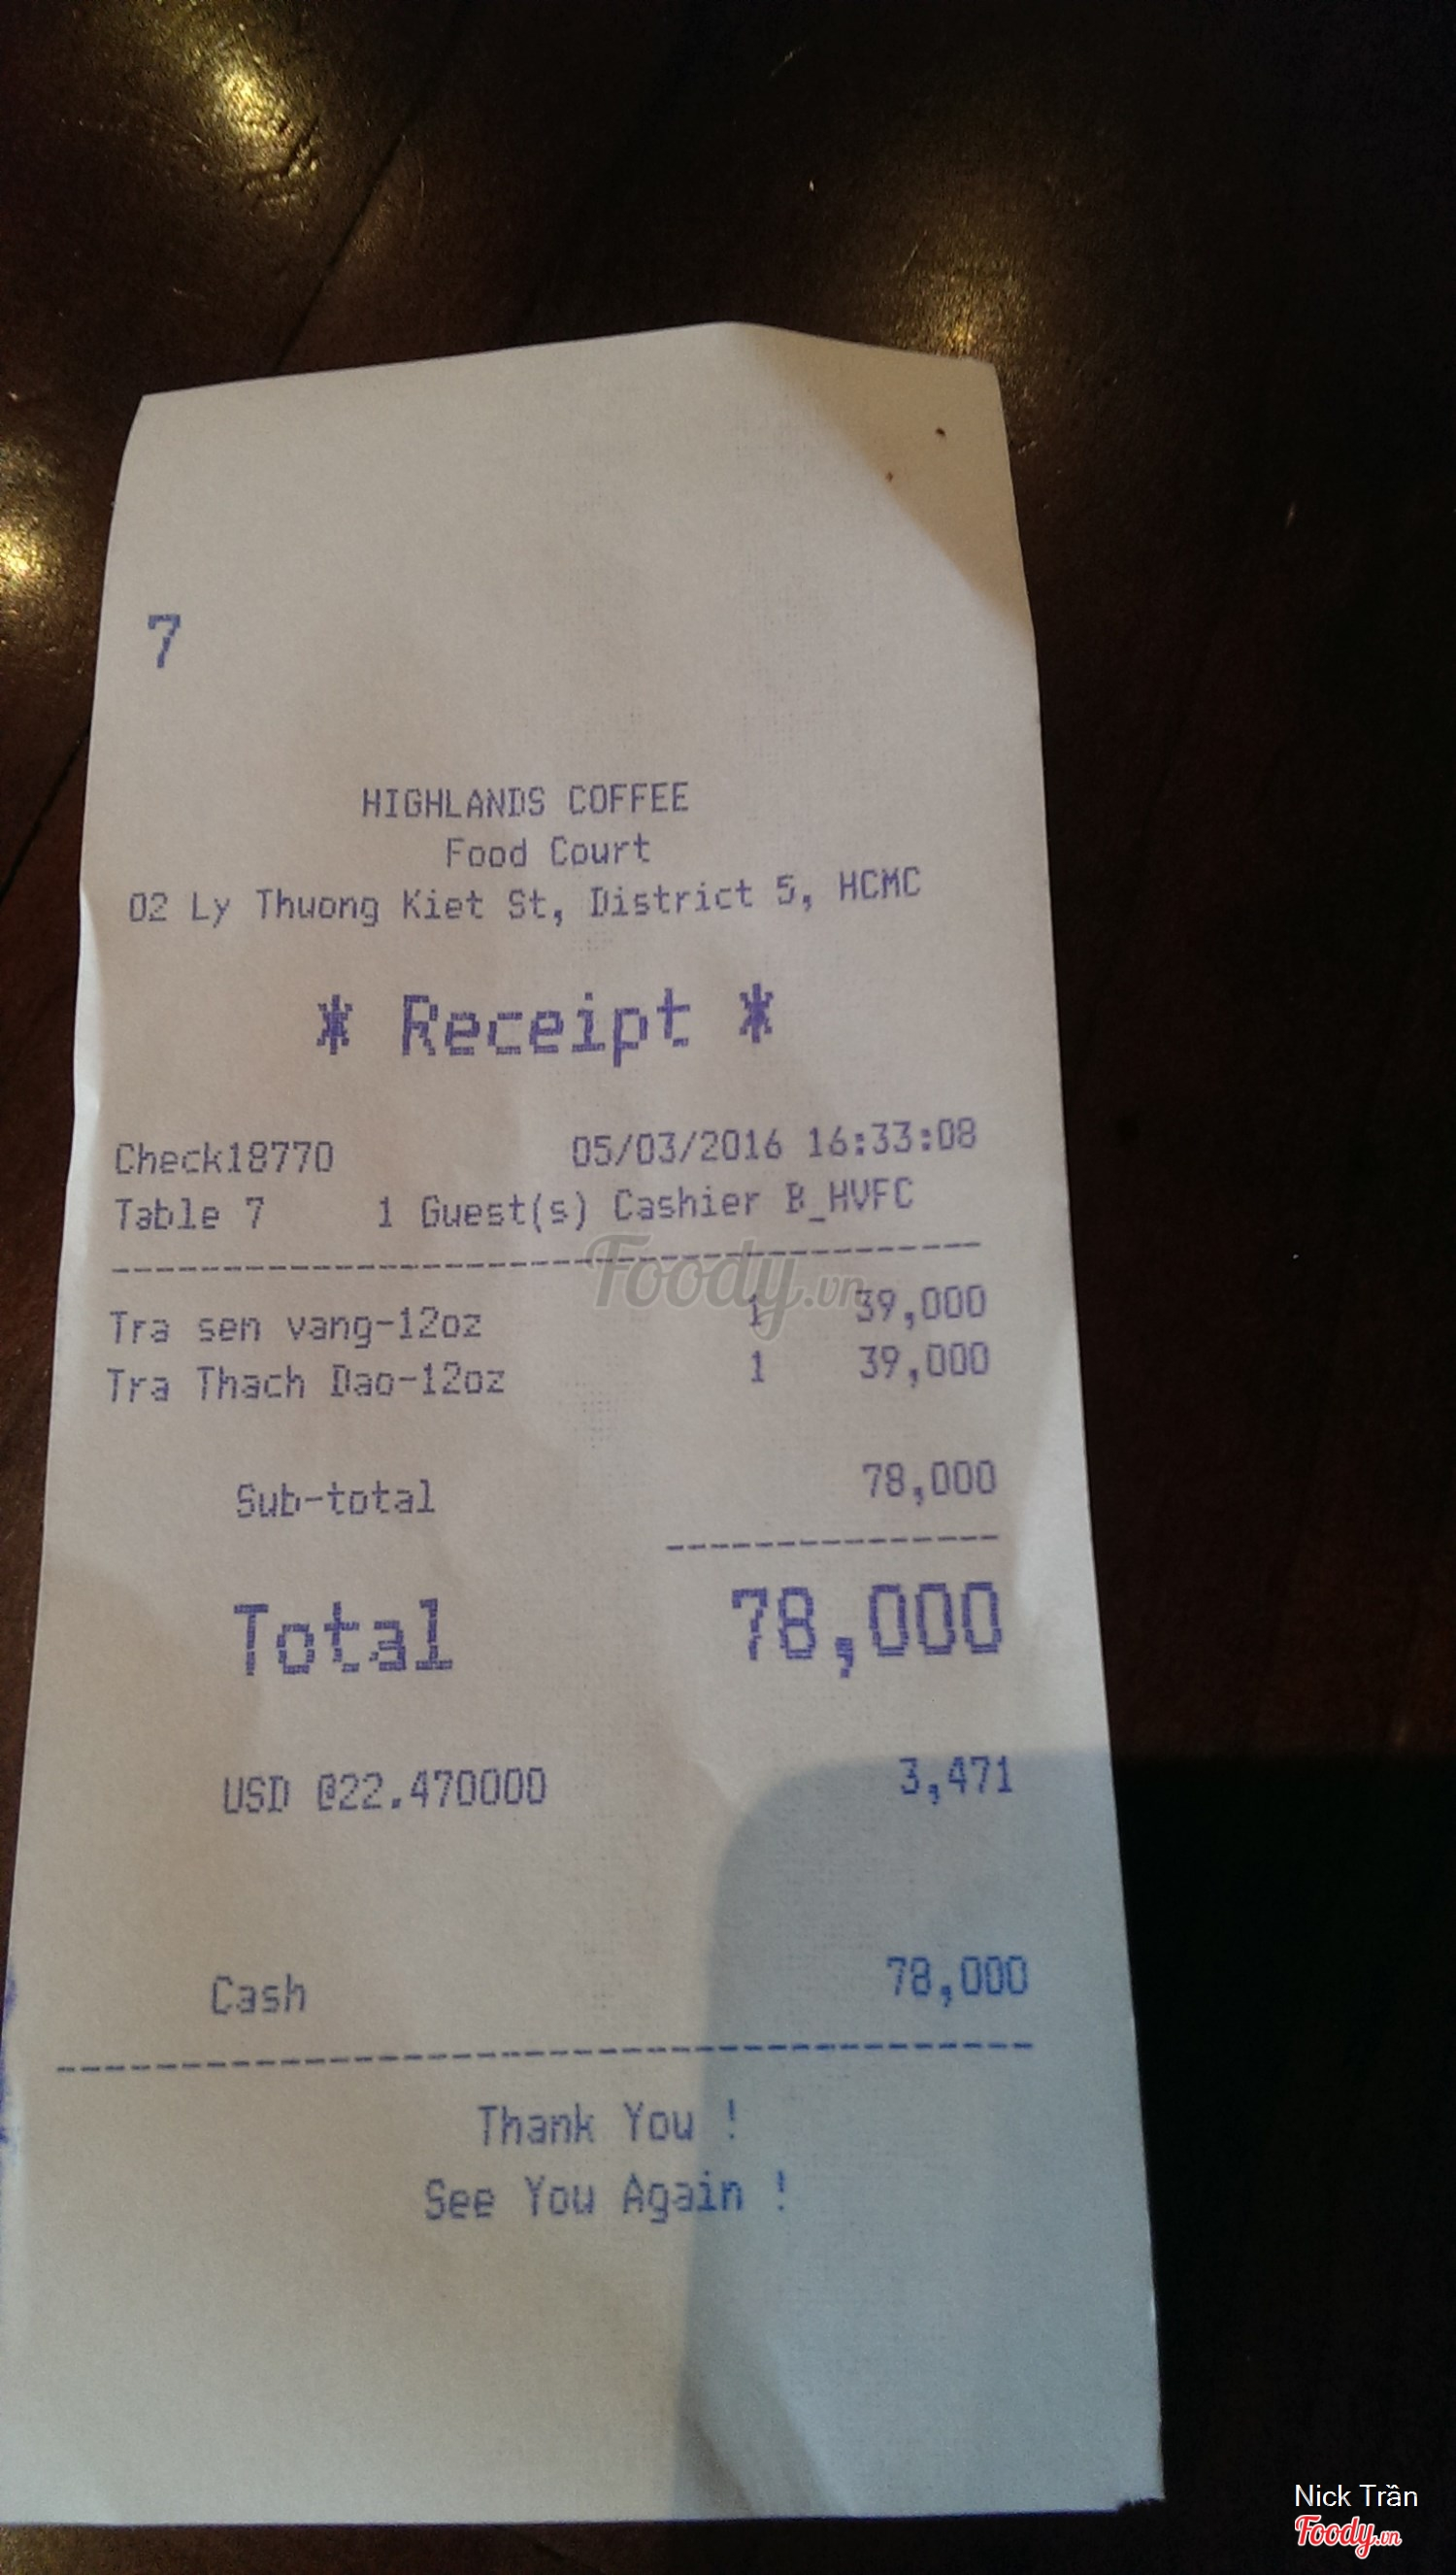 7
HIGHLANDS COFFEE
Food Court
02 Ly Thuong Kiet St, District 5, HCMC
* Receipt *
Check18770 05/03/2016 16:33:08
Table 7 1 Guest(s) Cashier B_HVFC
Foody.vn
Tra sen vang-12oz 1 39,000
Tra Thach Dao-12oz 1 39,000
Sub-total 78,000
Total 78,000
USD @22.470000 3,471
Cash 78,000
Thank You !
See You Again !
Nick Trần
Foody.vn